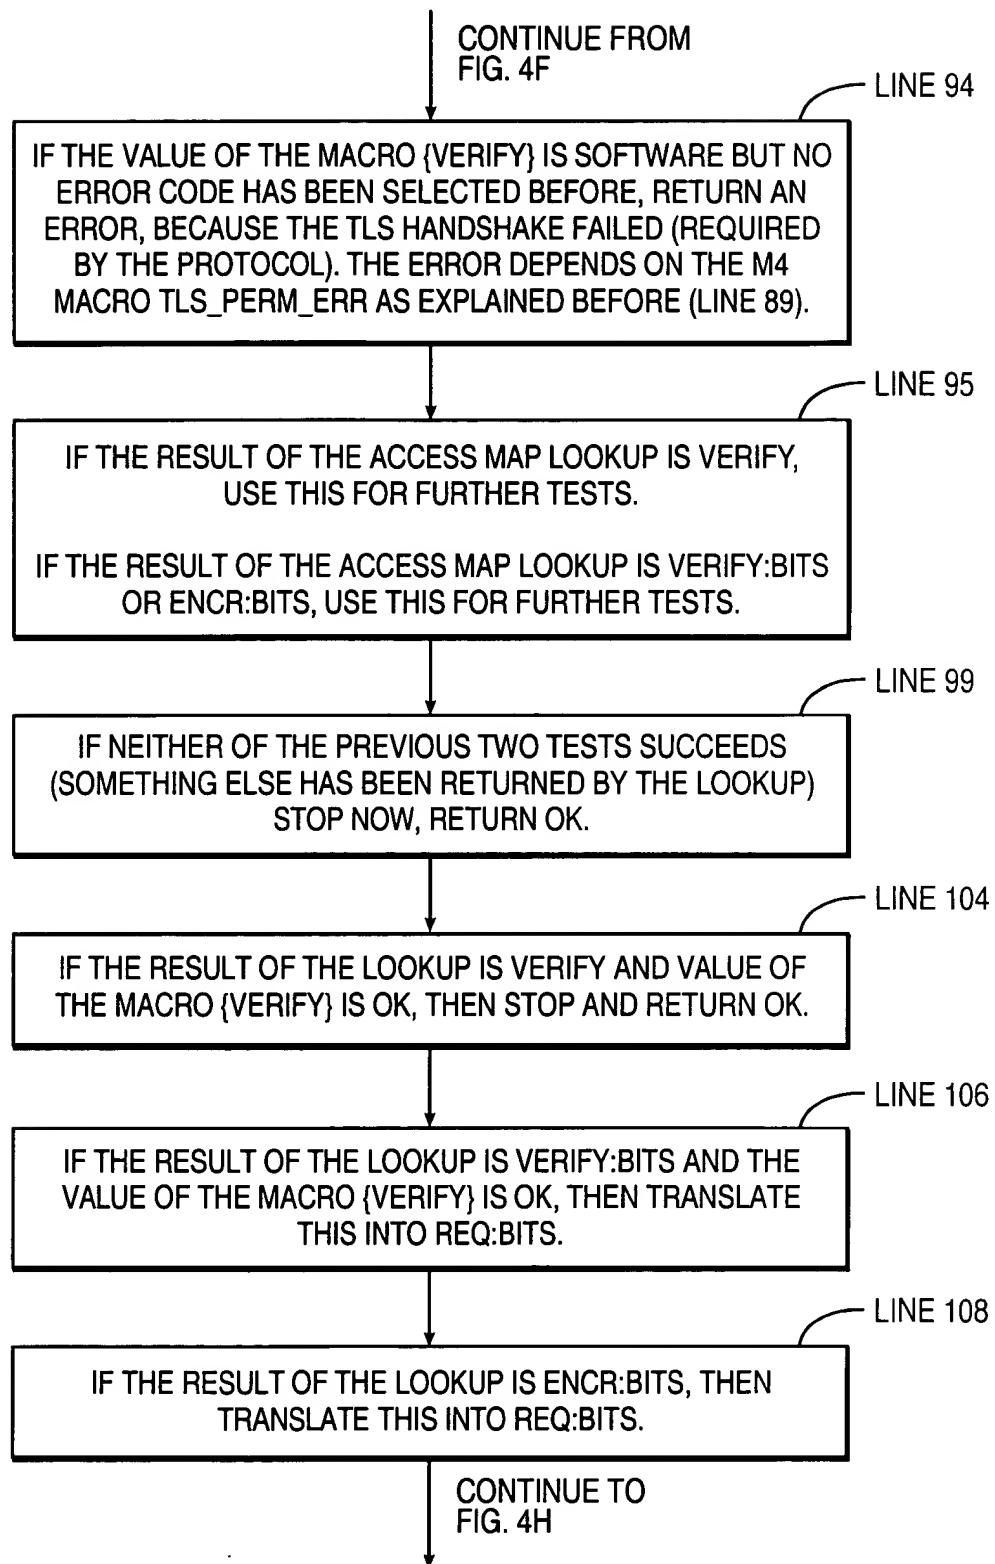 CONTINUE FROM
FIG. 4F
LINE 94
IF THE VALUE OF THE MACRO {VERIFY} IS SOFTWARE BUT NO
ERROR CODE HAS BEEN SELECTED BEFORE, RETURN AN
ERROR, BECAUSE THE TLS HANDSHAKE FAILED (REQUIRED
BY THE PROTOCOL). THE ERROR DEPENDS ON THE M4
MACRO TLS_PERM_ERR AS EXPLAINED BEFORE (LINE 89).
LINE 95
IF THE RESULT OF THE ACCESS MAP LOOKUP IS VERIFY,
USE THIS FOR FURTHER TESTS.
IF THE RESULT OF THE ACCESS MAP LOOKUP IS VERIFY:BITS
OR ENCR:BITS, USE THIS FOR FURTHER TESTS.
LINE 99
IF NEITHER OF THE PREVIOUS TWO TESTS SUCCEEDS
(SOMETHING ELSE HAS BEEN RETURNED BY THE LOOKUP)
STOP NOW, RETURN OK.
LINE 104
IF THE RESULT OF THE LOOKUP IS VERIFY AND VALUE OF
THE MACRO {VERIFY} IS OK, THEN STOP AND RETURN OK.
LINE 106
IF THE RESULT OF THE LOOKUP IS VERIFY:BITS AND THE
VALUE OF THE MACRO {VERIFY} IS OK, THEN TRANSLATE
THIS INTO REQ:BITS.
LINE 108
IF THE RESULT OF THE LOOKUP IS ENCR:BITS, THEN
TRANSLATE THIS INTO REQ:BITS.
CONTINUE TO
FIG. 4H